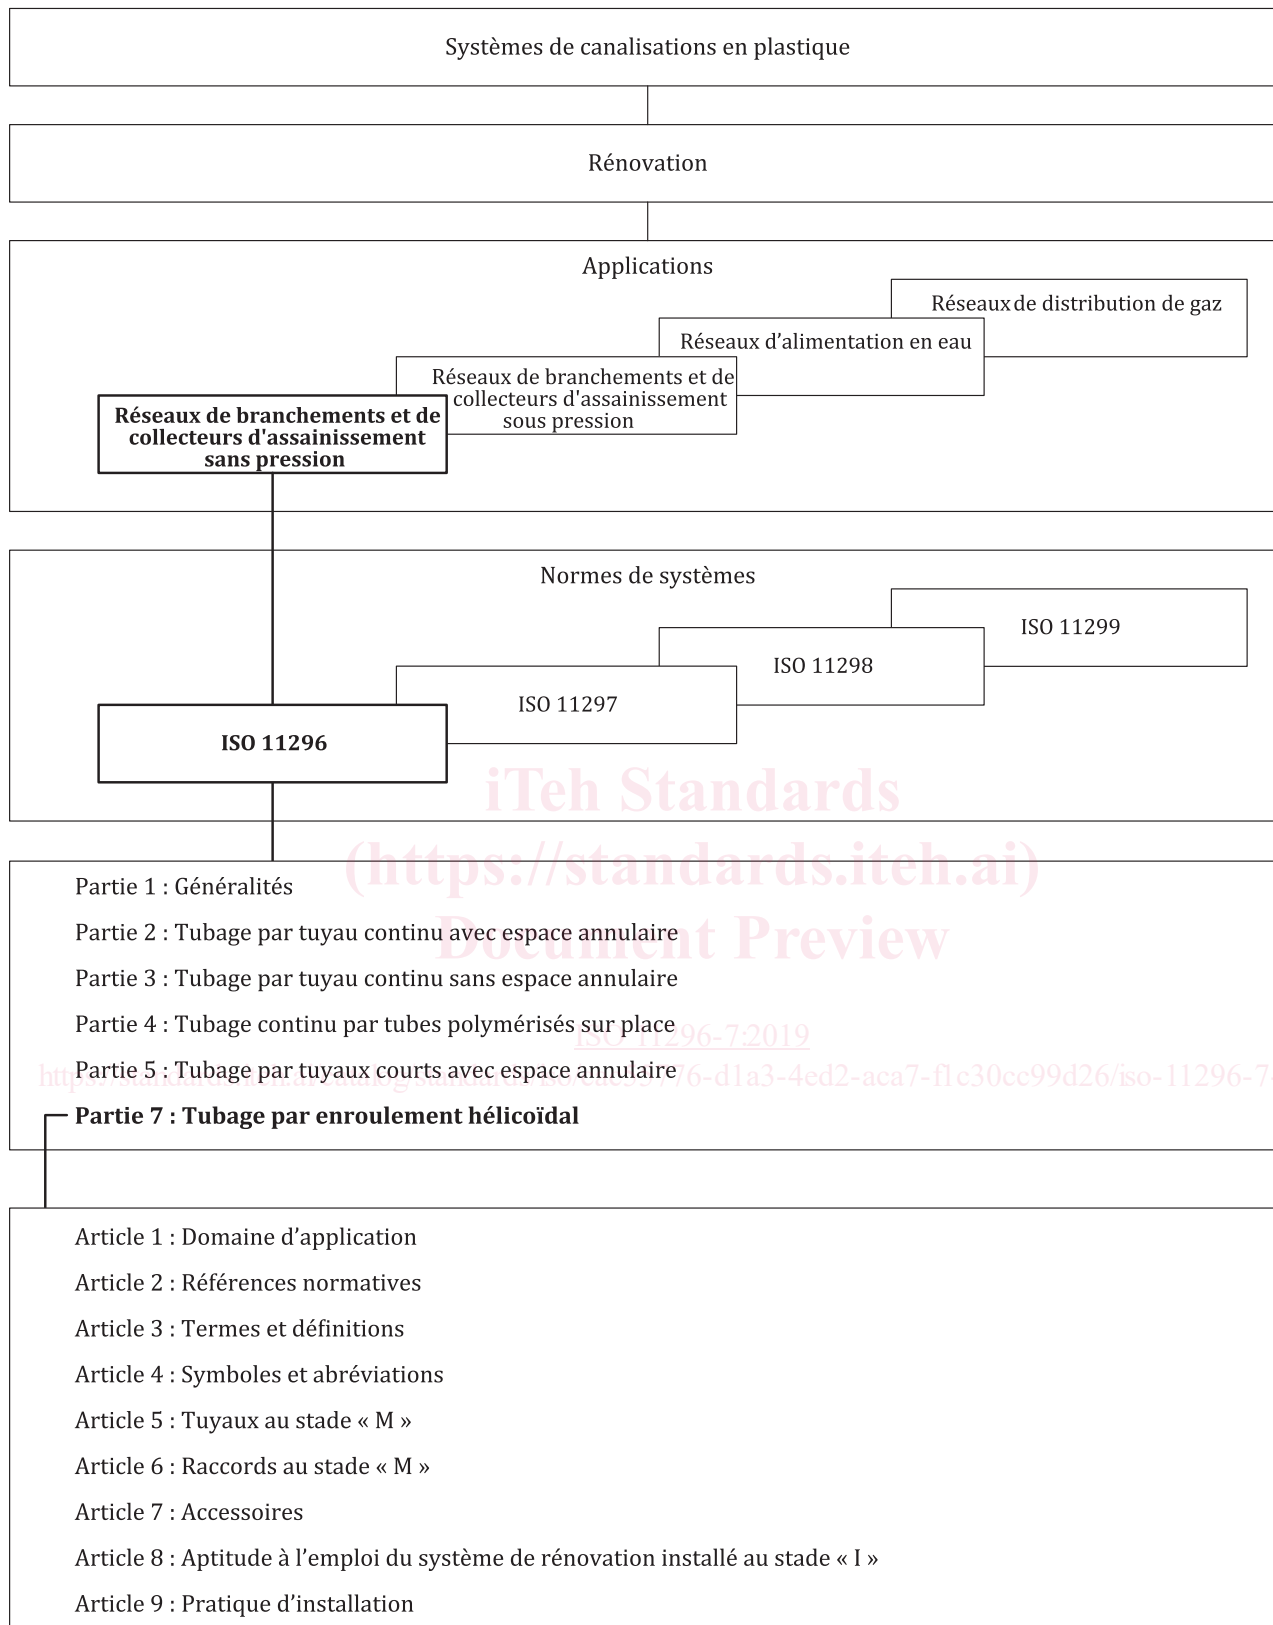 Systèmes de canalisations en plastique
Rénovation
Applications
Réseaux de distribution de gaz
Réseaux d’alimentation en eau
Réseaux de branchements et de
collecteurs d'assainissement
sous pression
Réseaux de branchements et de
collecteurs d'assainissement
sans pression
Normes de systèmes
ISO 11299
ISO 11298
ISO 11297
ISO 11296
iTeh Standards
(https://standards.iteh.ai)
Document Preview
Partie 1 : Généralités
Partie 2 : Tubage par tuyau continu avec espace annulaire
Partie 3 : Tubage par tuyau continu sans espace annulaire
Partie 4 : Tubage continu par tubes polymérisés sur place
ISO 11296-7:2019
Partie 5 : Tubage par tuyaux courts avec espace annulaire
Partie 7 : Tubage par enroulement hélicoïdal
Article 1 : Domaine d’application
Article 2 : Références normatives
Article 3 : Termes et définitions
Article 4 : Symboles et abréviations
Article 5 : Tuyaux au stade « M »
Article 6 : Raccords au stade « M »
Article 7 : Accessoires
Article 8 : Aptitude à l’emploi du système de rénovation installé au stade « I »
Article 9 : Pratique d’installation